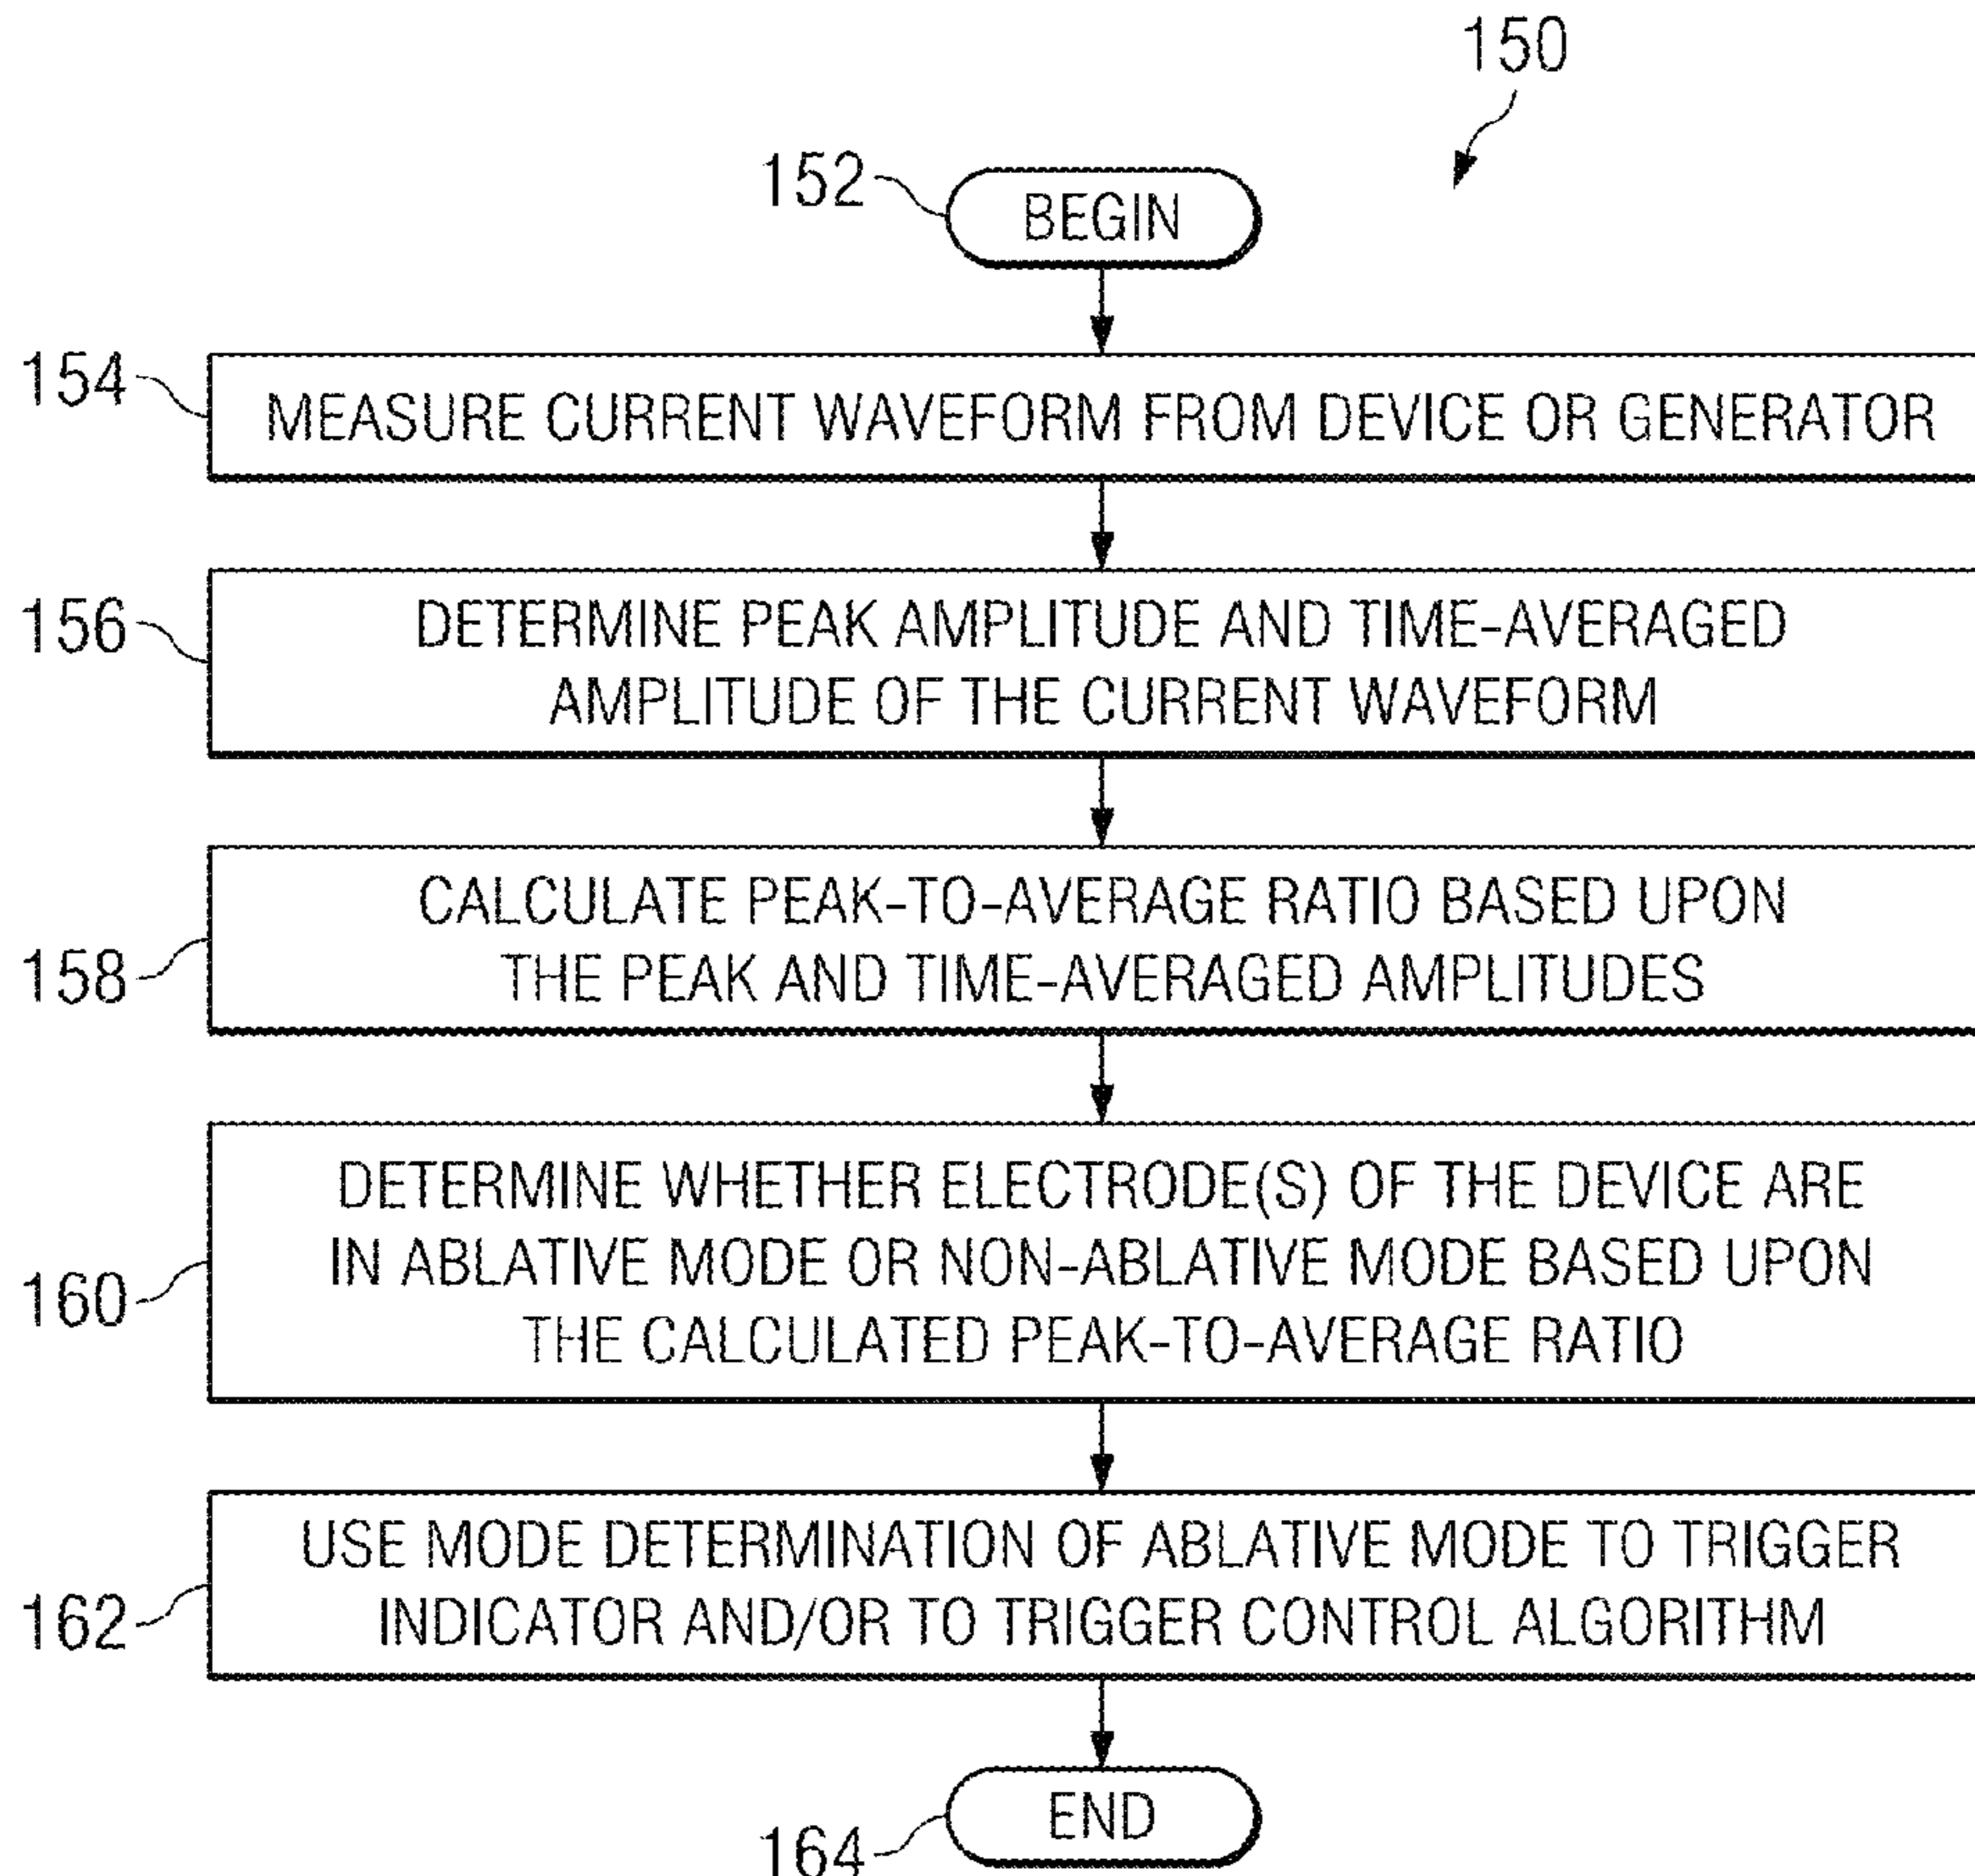 150
152
BEGIN
154
MEASURE CURRENT WAVEFORM FROM DEVICE OR GENERATOR
156
DETERMINE PEAK AMPLITUDE AND TIME-AVERAGED
AMPLITUDE OF THE CURRENT WAVEFORM
158
CALCULATE PEAK-TO-AVERAGE RATIO BASED UPON
THE PEAK AND TIME-AVERAGED AMPLITUDES
160
DETERMINE WHETHER ELECTRODE(S) OF THE DEVICE ARE
IN ABLATIVE MODE OR NON-ABLATIVE MODE BASED UPON
THE CALCULATED PEAK-TO-AVERAGE RATIO
162
USE MODE DETERMINATION OF ABLATIVE MODE TO TRIGGER
INDICATOR AND/OR TO TRIGGER CONTROL ALGORITHM
164
END